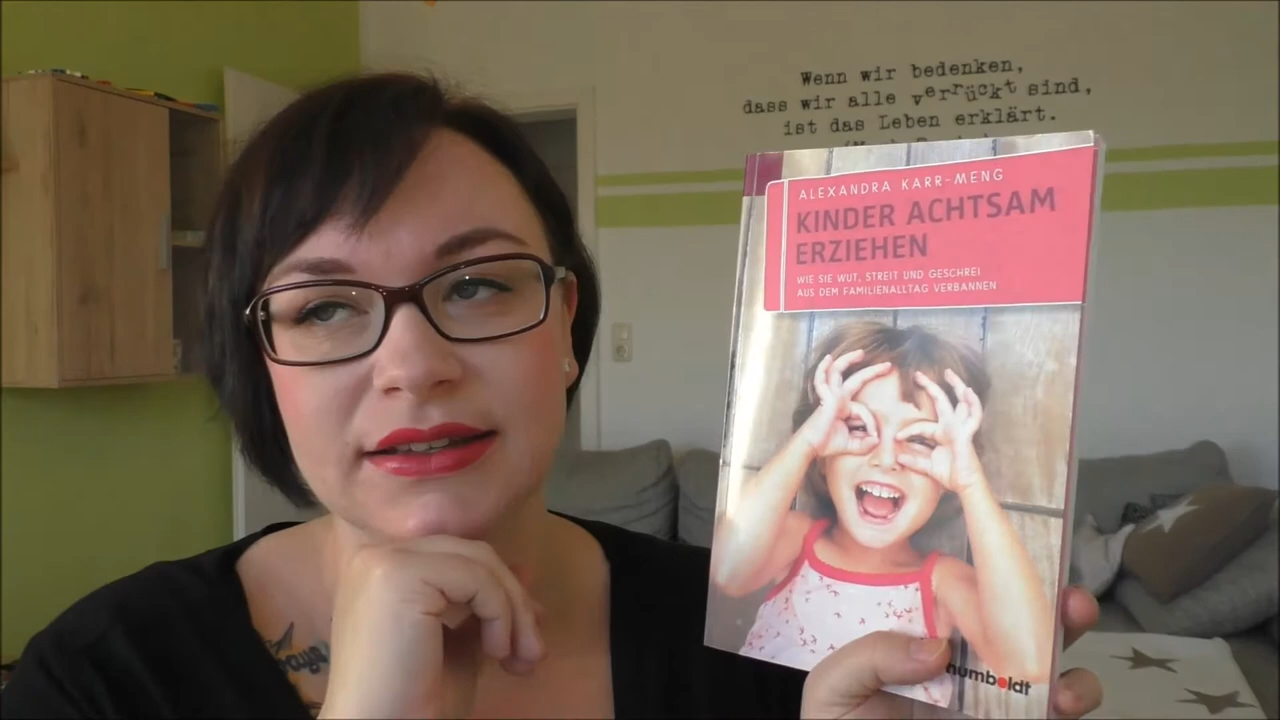 Wenn wir bedenken,
dass wir alle verrückt sind,
ist das Leben erklärt.
ALEXANDRA KARR-MENG
KINDER ACHTSAM
ERZIEHEN
WIE SIE WUT, STREIT UND GESCHREI
AUS DEM FAMILIENALLTAG VERBANNEN
humboldt